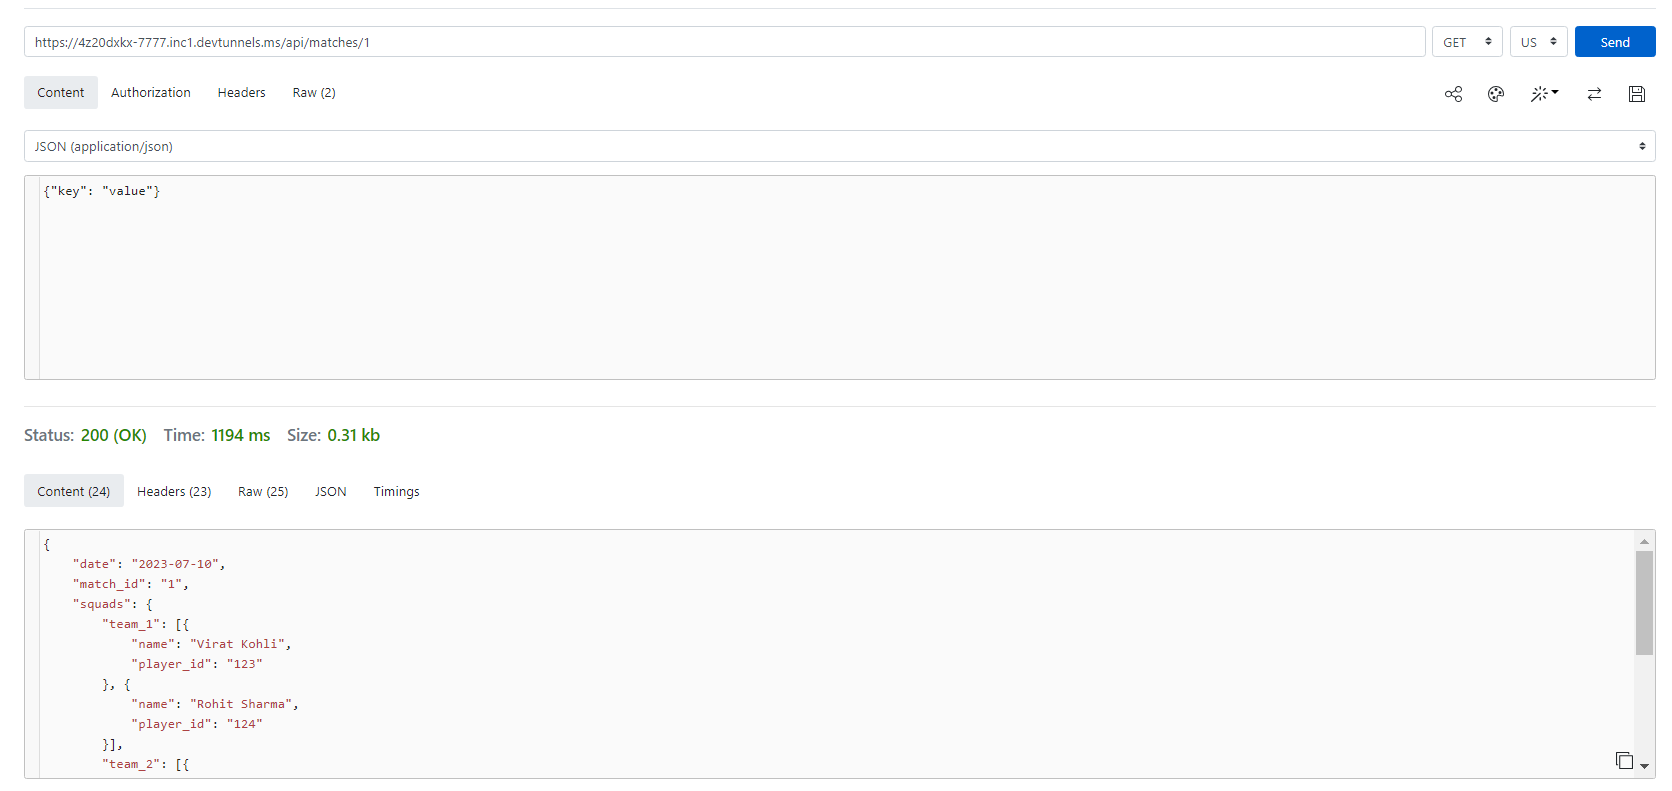 https://4z20dxkx-7777.inc1.devtunnels.ms/api/matches/1 GET US Send
Content Authorization Headers Raw (2)
JSON (application/json)
{"key": "value"}
Status: 200 (OK) Time: 1194 ms Size: 0.31 kb
Content (24) Headers (23) Raw (25) JSON Timings
{
"date": "2023-07-10",
"match_id": "1",
"squads": {
"team_1": [{
"name": "Virat Kohli",
"player_id": "123"
}, {
"name": "Rohit Sharma",
"player_id": "124"
}],
"team_2": [{